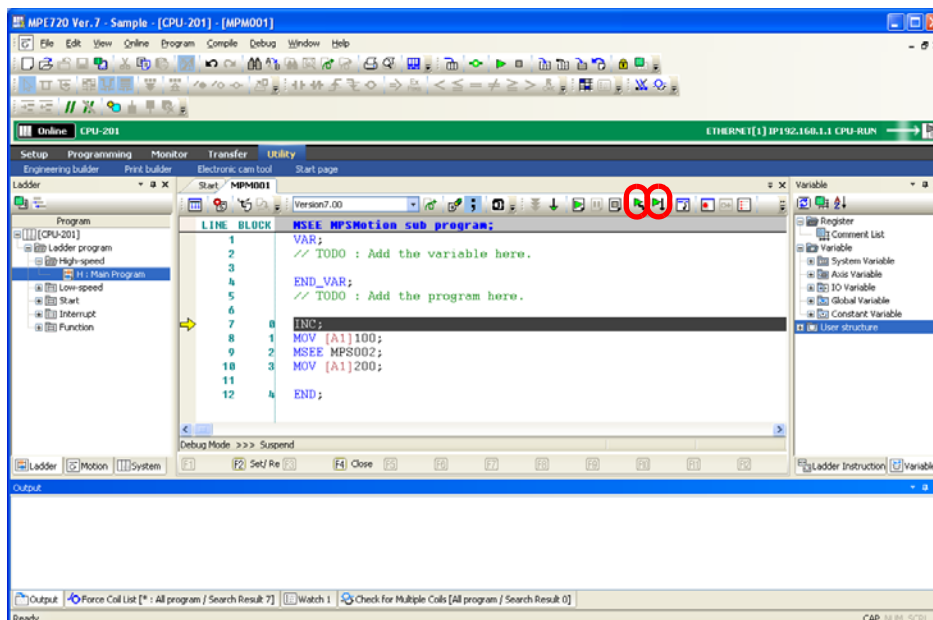 MPE720 Ver.7 - Sample - [CPU-201] - [MPM001]
File Edit View Online Program Compile Debug Window Help
Online CPU-201 ETHERNET[1] IP192.168.1.1 CPU-RUN
Setup Programming Monitor Transfer Utility
Engineering builder Print builder Electronic cam tool Start page
Ladder
Start MPM001
Variable
Version7.00
Program
[CPU-201]
Ladder program
High-speed
H : Main Program
Low-speed
Start
Interrupt
Function
LINE BLOCK MSEE MPSMotion sub program;
1 VAR;
2 // TODO : Add the variable here.
3
4 END_VAR;
5 // TODO : Add the program here.
6
7 0 INC;
8 1 MOV [A1]100;
9 2 MSEE MPS002;
10 3 MOV [A1]200;
11
12 4 END;
Register
Comment List
Variable
System Variable
Axis Variable
IO Variable
Global Variable
Constant Variable
User structure
Debug Mode >>> Suspend
Ladder Motion System
F1 F2 Set/ Re F3 F4 Close F5 F6 F7 F8 F9
Ladder Instruction Variable
Output
Output Force Coil List [* : All program / Search Result 7] Watch 1 Check for Multiple Coils [All program / Search Result 0]
Ready CAP NUM SCRL